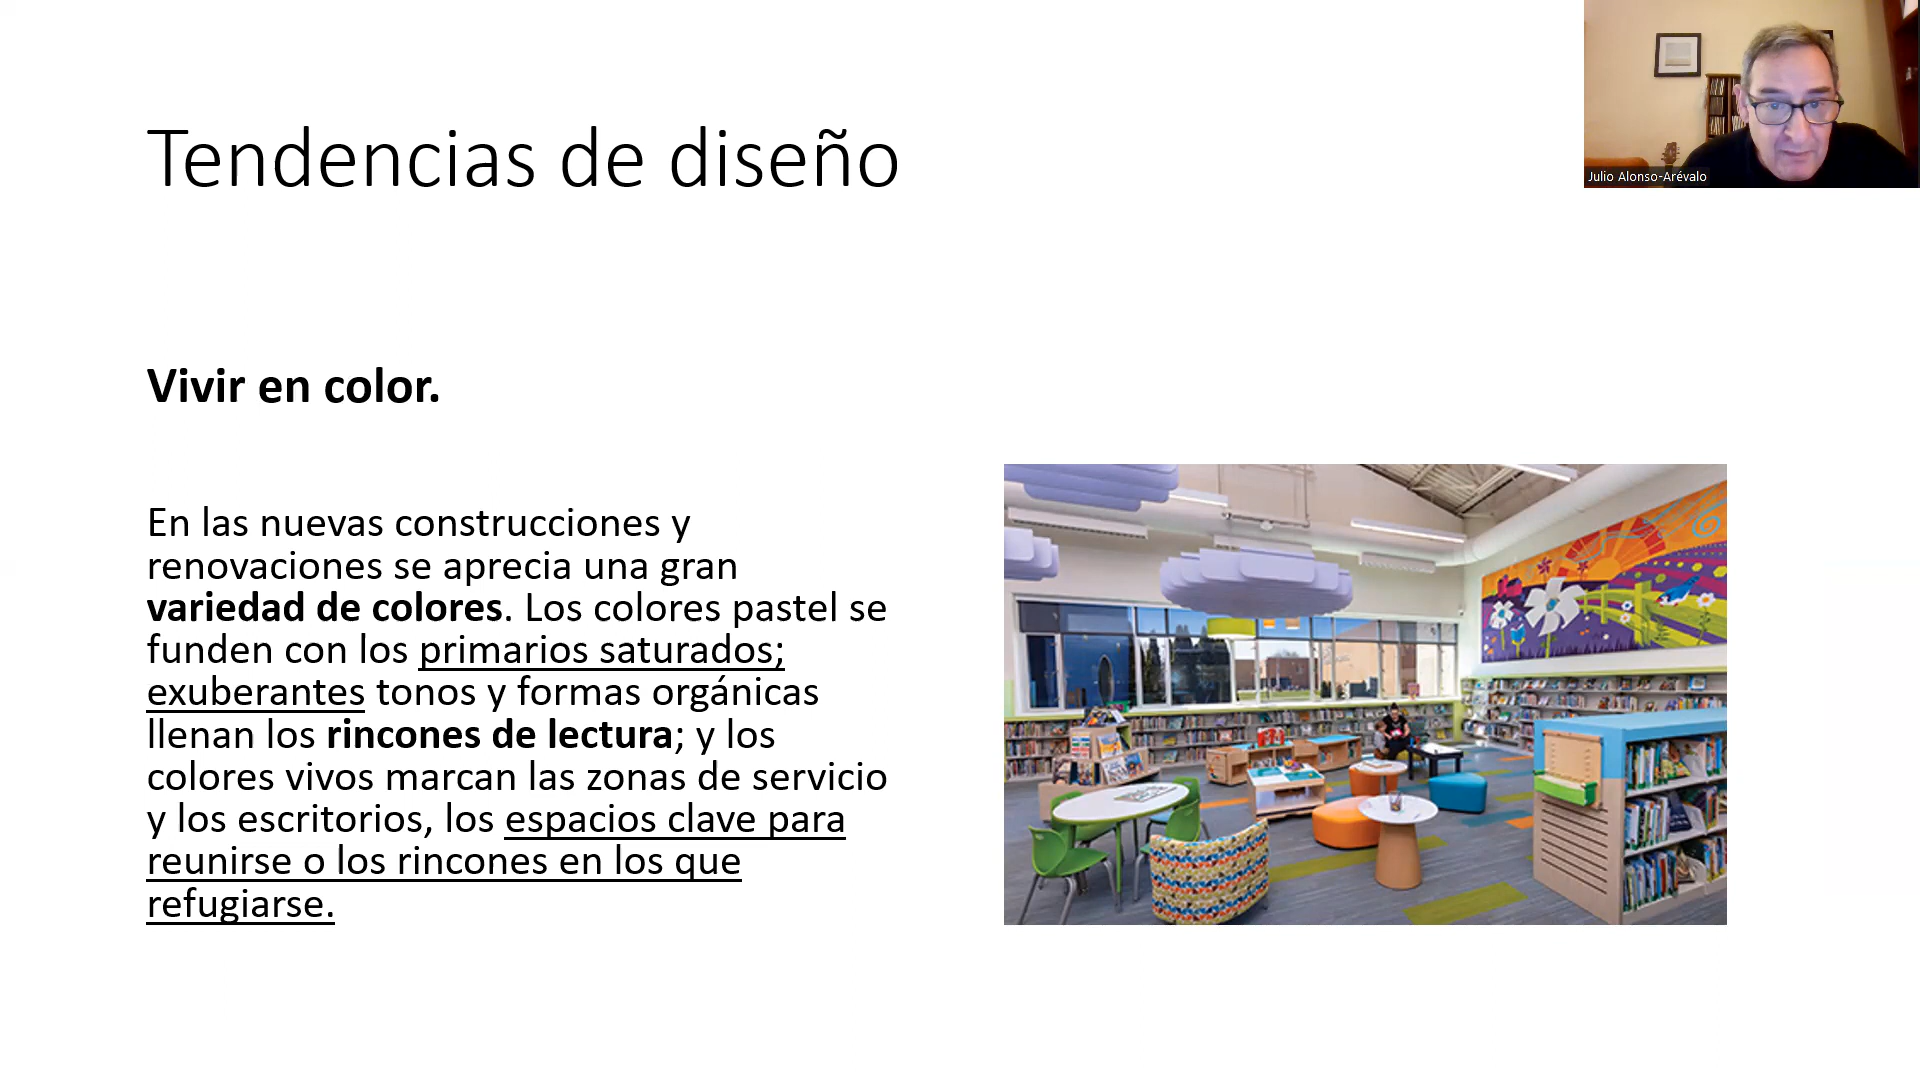 Tendencias de diseño
Julio Alonso-Arévalo
Vivir en color.
En las nuevas construcciones y
renovaciones se aprecia una gran
variedad de colores. Los colores pastel se
funden con los primarios saturados;
exuberantes tonos y formas orgánicas
llenan los rincones de lectura; y los
colores vivos marcan las zonas de servicio
y los escritorios, los espacios clave para
reunirse o los rincones en los que
refugiarse.